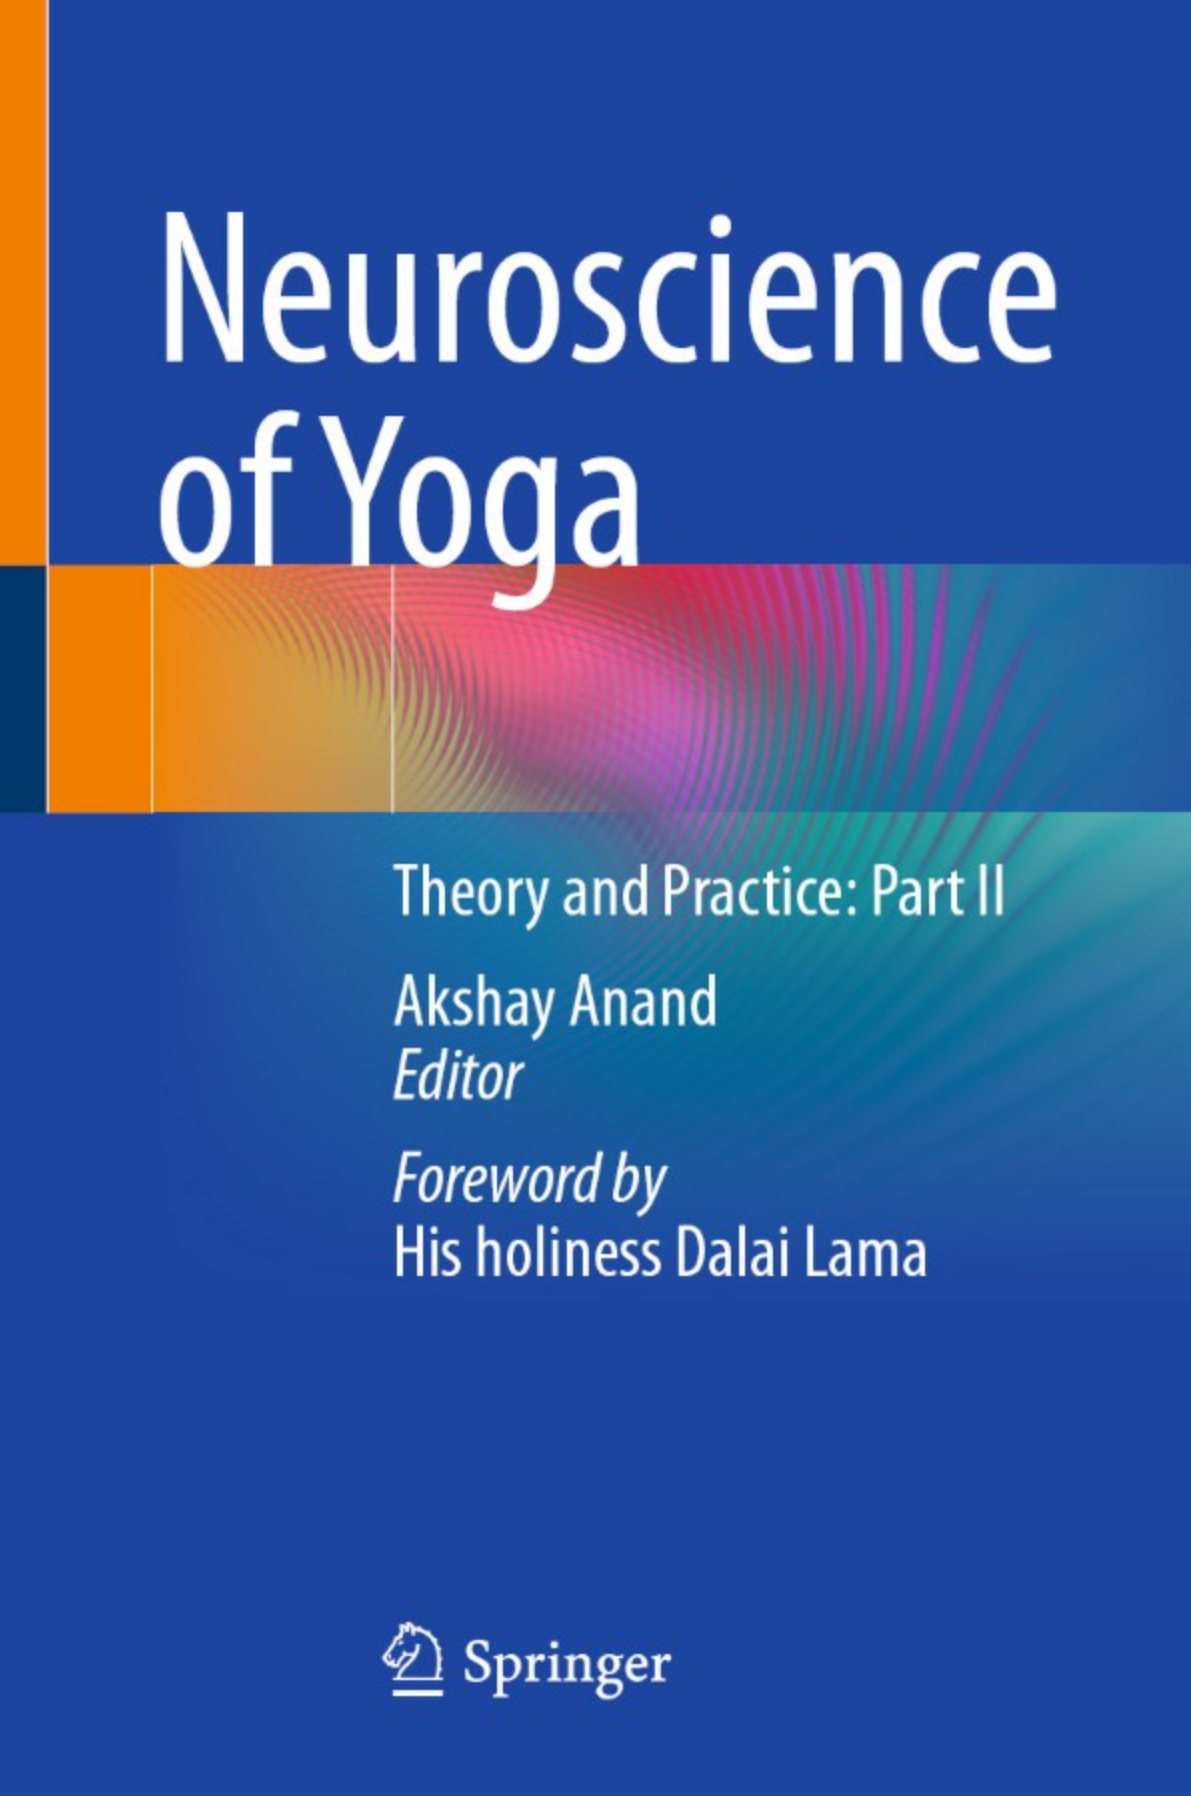 Neuroscience
of Yoga
Theory and Practice: Part II
Akshay Anand
Editor
Foreword by
His holiness Dalai Lama
Springer